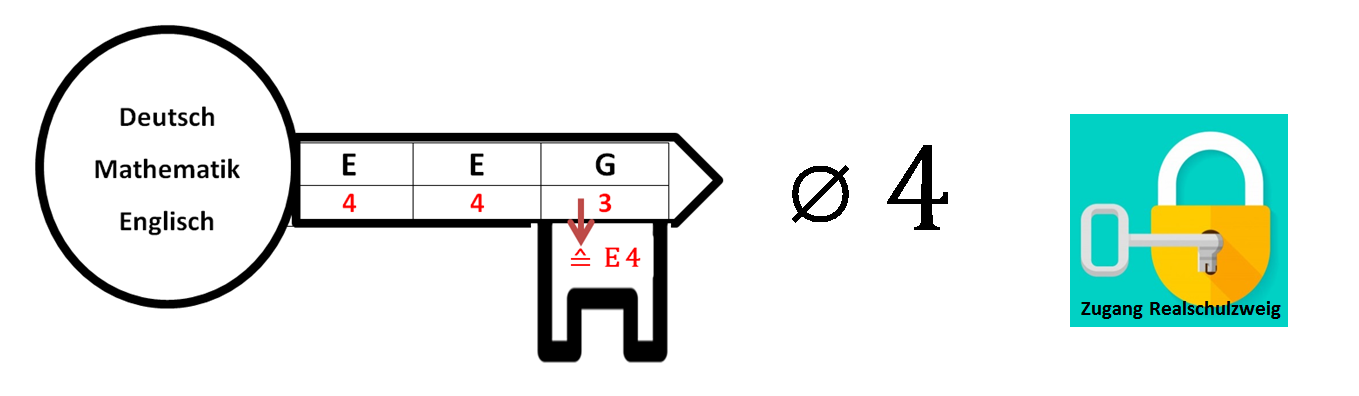 Deutsch
Mathematik
Englisch
E E G
4 4 3
≙ E 4
∅ 4
Zugang Realschulzweig